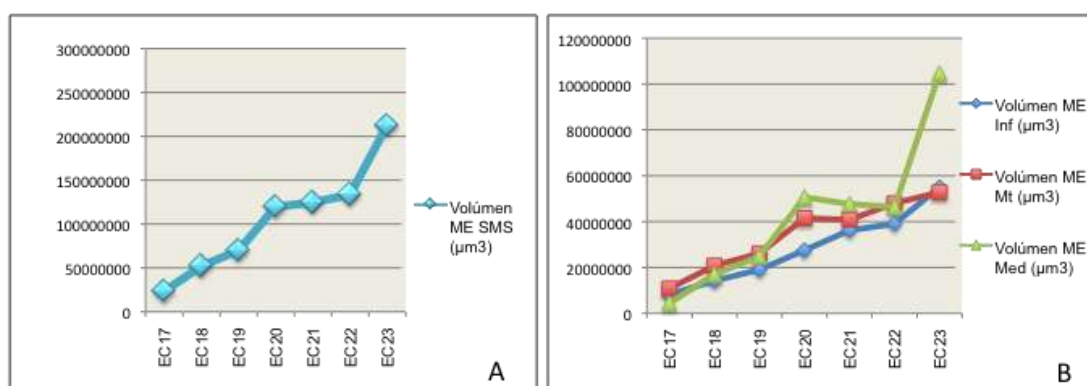 300000000
250000000
200000000
150000000
100000000
50000000
0
EC17
EC18
EC19
EC20
EC21
EC22
EC23
Volúmen
ME SMS
(µm3)
A
120000000
100000000
80000000
60000000
40000000
20000000
0
EC17
EC18
EC19
EC20
EC21
EC22
EC23
Volúmen ME
Inf (µm3)
Volúmen ME
Mt (µm3)
Volúmen ME
Med (µm3)
B